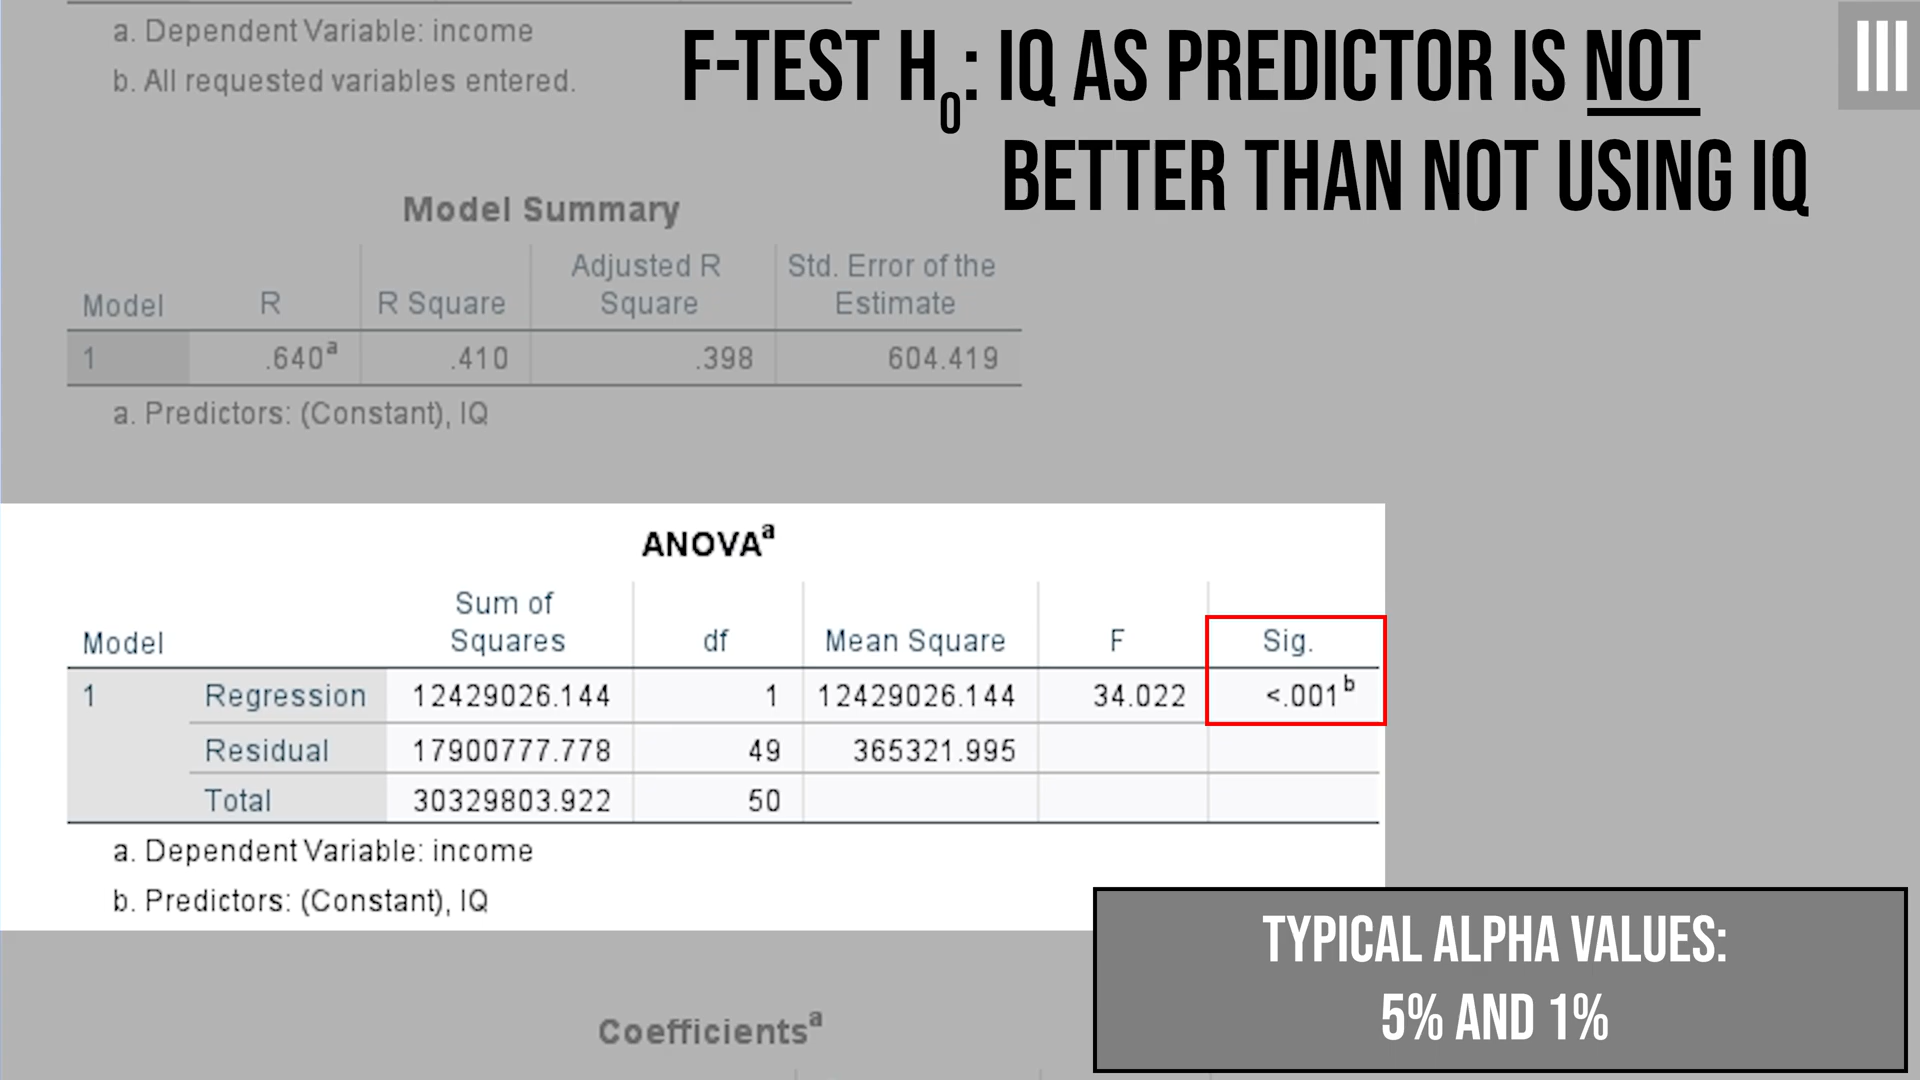 a. Dependent Variable: income
b. All requested variables entered.
F-TEST H0: IQ AS PREDICTOR IS NOT
BETTER THAN NOT USING IQ
Model Summary
Model R R Square Adjusted R Square Std. Error of the Estimate
1 .640a .410 .398 604.419
a. Predictors: (Constant), IQ
ANOVAa
Model Sum of Squares df Mean Square F Sig.
1 Regression 12429026.144 1 12429026.144 34.022 <.001b
Residual 17900777.778 49 365321.995
Total 30329803.922 50
a. Dependent Variable: income
b. Predictors: (Constant), IQ
TYPICAL ALPHA VALUES:
5% AND 1%
Coefficientsa